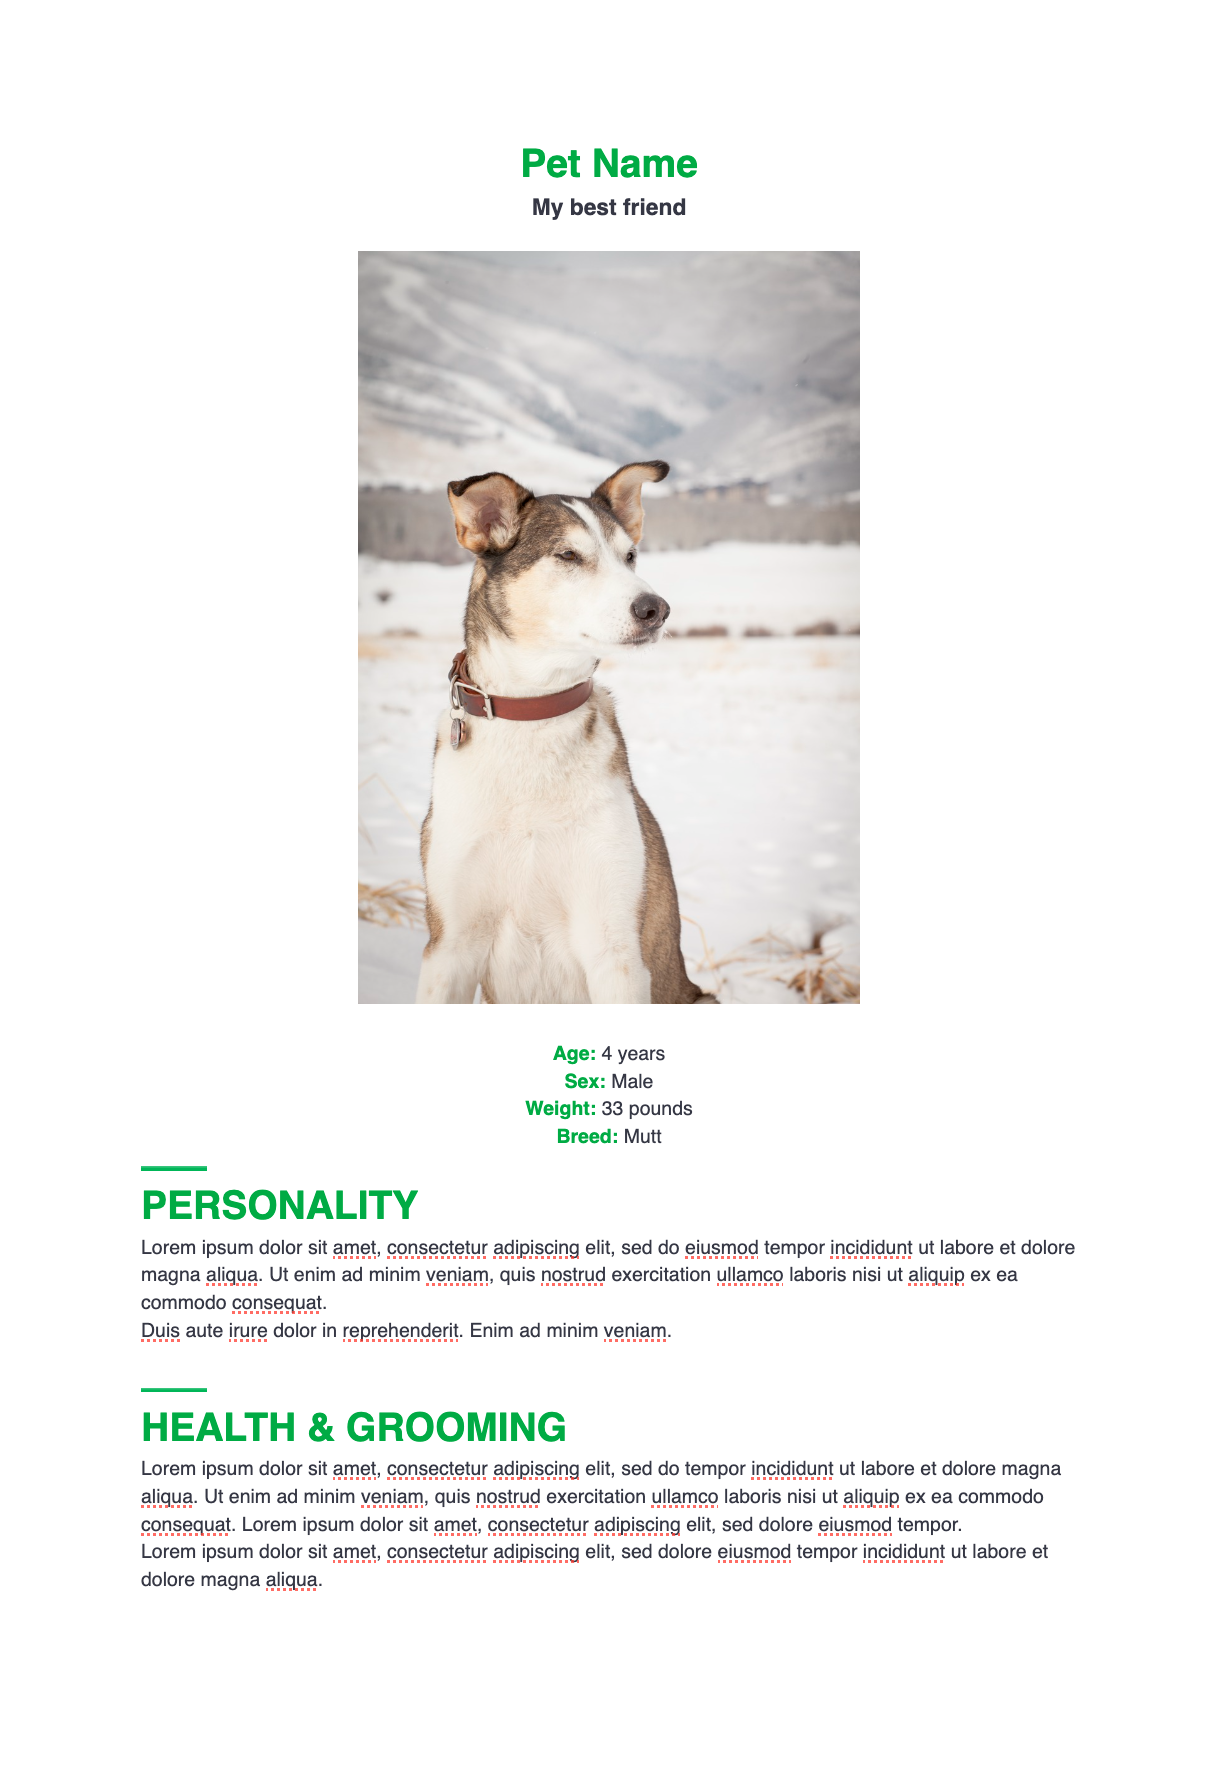 Pet Name
My best friend
Age: 4 years
Sex: Male
Weight: 33 pounds
Breed: Mutt
PERSONALITY
Lorem ipsum dolor sit amet, consectetur adipiscing elit, sed do eiusmod tempor incididunt ut labore et dolore
magna aliqua. Ut enim ad minim veniam, quis nostrud exercitation ullamco laboris nisi ut aliquip ex ea
commodo consequat.
Duis aute irure dolor in reprehenderit. Enim ad minim veniam.
HEALTH & GROOMING
Lorem ipsum dolor sit amet, consectetur adipiscing elit, sed do tempor incididunt ut labore et dolore magna
aliqua. Ut enim ad minim veniam, quis nostrud exercitation ullamco laboris nisi ut aliquip ex ea commodo
consequat. Lorem ipsum dolor sit amet, consectetur adipiscing elit, sed dolore eiusmod tempor.
Lorem ipsum dolor sit amet, consectetur adipiscing elit, sed dolore eiusmod tempor incididunt ut labore et
dolore magna aliqua.